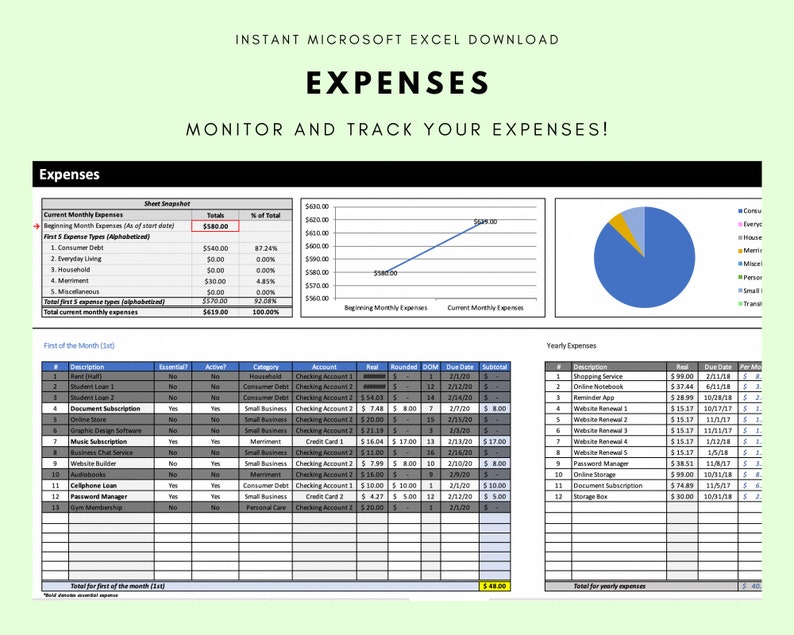 INSTANT MICROSOFT EXCEL DOWNLOAD
EXPENSES
MONITOR AND TRACK YOUR EXPENSES!
Expenses
Sheet Snapshot
Current Monthly Expenses Totals % of Total
Beginning Month Expenses (As of start date) $580.00
First 5 Expense Types (Alphabetized)
1. Consumer Debt $540.00 87.24%
2. Everyday Living $0.00 0.00%
3. Household $0.00 0.00%
4. Merriment $30.00 4.85%
5. Miscellaneous $0.00 0.00%
Total first 5 expense types (alphabetized) $570.00 92.08%
Total current monthly expenses $619.00 100.00%
$630.00
$620.00
$610.00
$600.00
$590.00
$580.00
$570.00
$560.00
$580.00
$619.00
Beginning Monthly Expenses Current Monthly Expenses
Consu
Everyc
House
Merri
Miscel
Person
Small
Transi
First of the Month (1st)
# Description Essential? Active? Category Account Real Rounded DOM Due Date Subtotal
1 Rent (Half) No No Household Checking Account 1 ####### $ - 1 2/1/20 $ -
2 Student Loan 1 No No Consumer Debt Checking Account 2 ####### $ - 12 2/12/20 $ -
3 Student Loan 2 No No Consumer Debt Checking Account 2 $ 54.03 $ - 14 2/14/20 $ -
4 Document Subscription Yes Yes Small Business Checking Account 2 $ 7.48 $ 8.00 7 2/7/20 $ 8.00
5 Online Store No No Small Business Checking Account 2 $ 20.00 $ - 15 2/15/20 $ -
6 Graphic Design Software No No Small Business Checking Account 2 $ 21.19 $ - 3 2/3/20 $ -
7 Music Subscription Yes Yes Merriment Credit Card 1 $ 16.04 $ 17.00 13 2/13/20 $ 17.00
8 Business Chat Service No No Small Business Checking Account 2 $ 11.00 $ - 16 2/16/20 $ -
9 Website Builder No Yes Small Business Checking Account 2 $ 7.99 $ 8.00 10 2/10/20 $ 8.00
10 Audiobooks No No Merriment Checking Account 2 $ 16.00 $ - 9 2/9/20 $ -
11 Cellphone Loan Yes Yes Consumer Debt Checking Account 1 $ 10.00 $ 10.00 1 2/1/20 $ 10.00
12 Password Manager Yes Yes Small Business Credit Card 2 $ 4.27 $ 5.00 12 2/12/20 $ 5.00
13 Gym Membership No No Personal Care Checking Account 1 $ 20.00 $ - 1 2/1/20 $ -
Total for first of the month (1st) $ 48.00
*Bold denotes essential expense
Yearly Expenses
# Description Real Due Date Per Mo
1 Shopping Service $ 99.00 2/11/18 $ 8.
2 Online Notebook $ 37.44 6/11/18 $ 3.
3 Reminder App $ 28.99 10/28/18 $ 2.
4 Website Renewal 1 $ 15.17 10/17/17 $ 1.
5 Website Renewal 2 $ 15.17 11/1/17 $ 1.
6 Website Renewal 3 $ 15.17 11/1/17 $ 1.
7 Website Renewal 4 $ 15.17 1/12/18 $ 1.
8 Website Renewal 5 $ 15.17 1/5/18 $ 1.
9 Password Manager $ 38.51 11/8/17 $ 3.
10 Online Storage $ 99.00 10/31/18 $ 8.
11 Document Subscription $ 74.89 11/5/17 $ 6.
12 Storage Box $ 30.00 10/31/18 $ 2.
Total for yearly expenses $ 40.